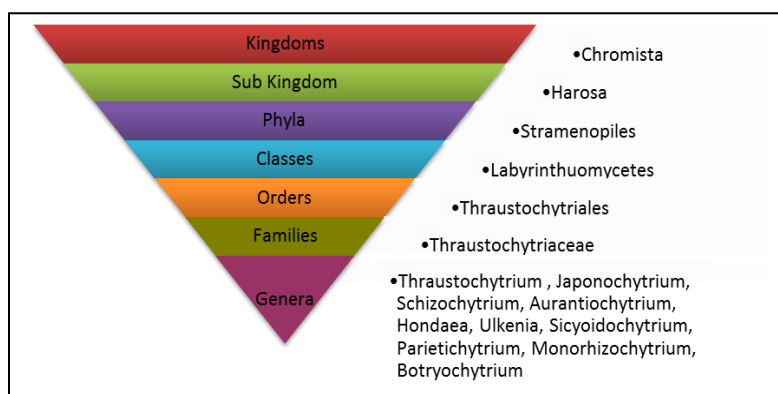 Kingdoms
•Chromista
Sub Kingdom
•Harosa
Phyla
•Stramenopiles
Classes
•Labyrinthuomycetes
Orders
•Thraustochytriales
Families
•Thraustochytriaceae
Genera
•Thraustochytrium , Japonochytrium,
Schizochytrium, Aurantiochytrium,
Hondaea, Ulkenia, Sicyoidochytrium,
Parietichytrium, Monorhizochytrium,
Botryochytrium